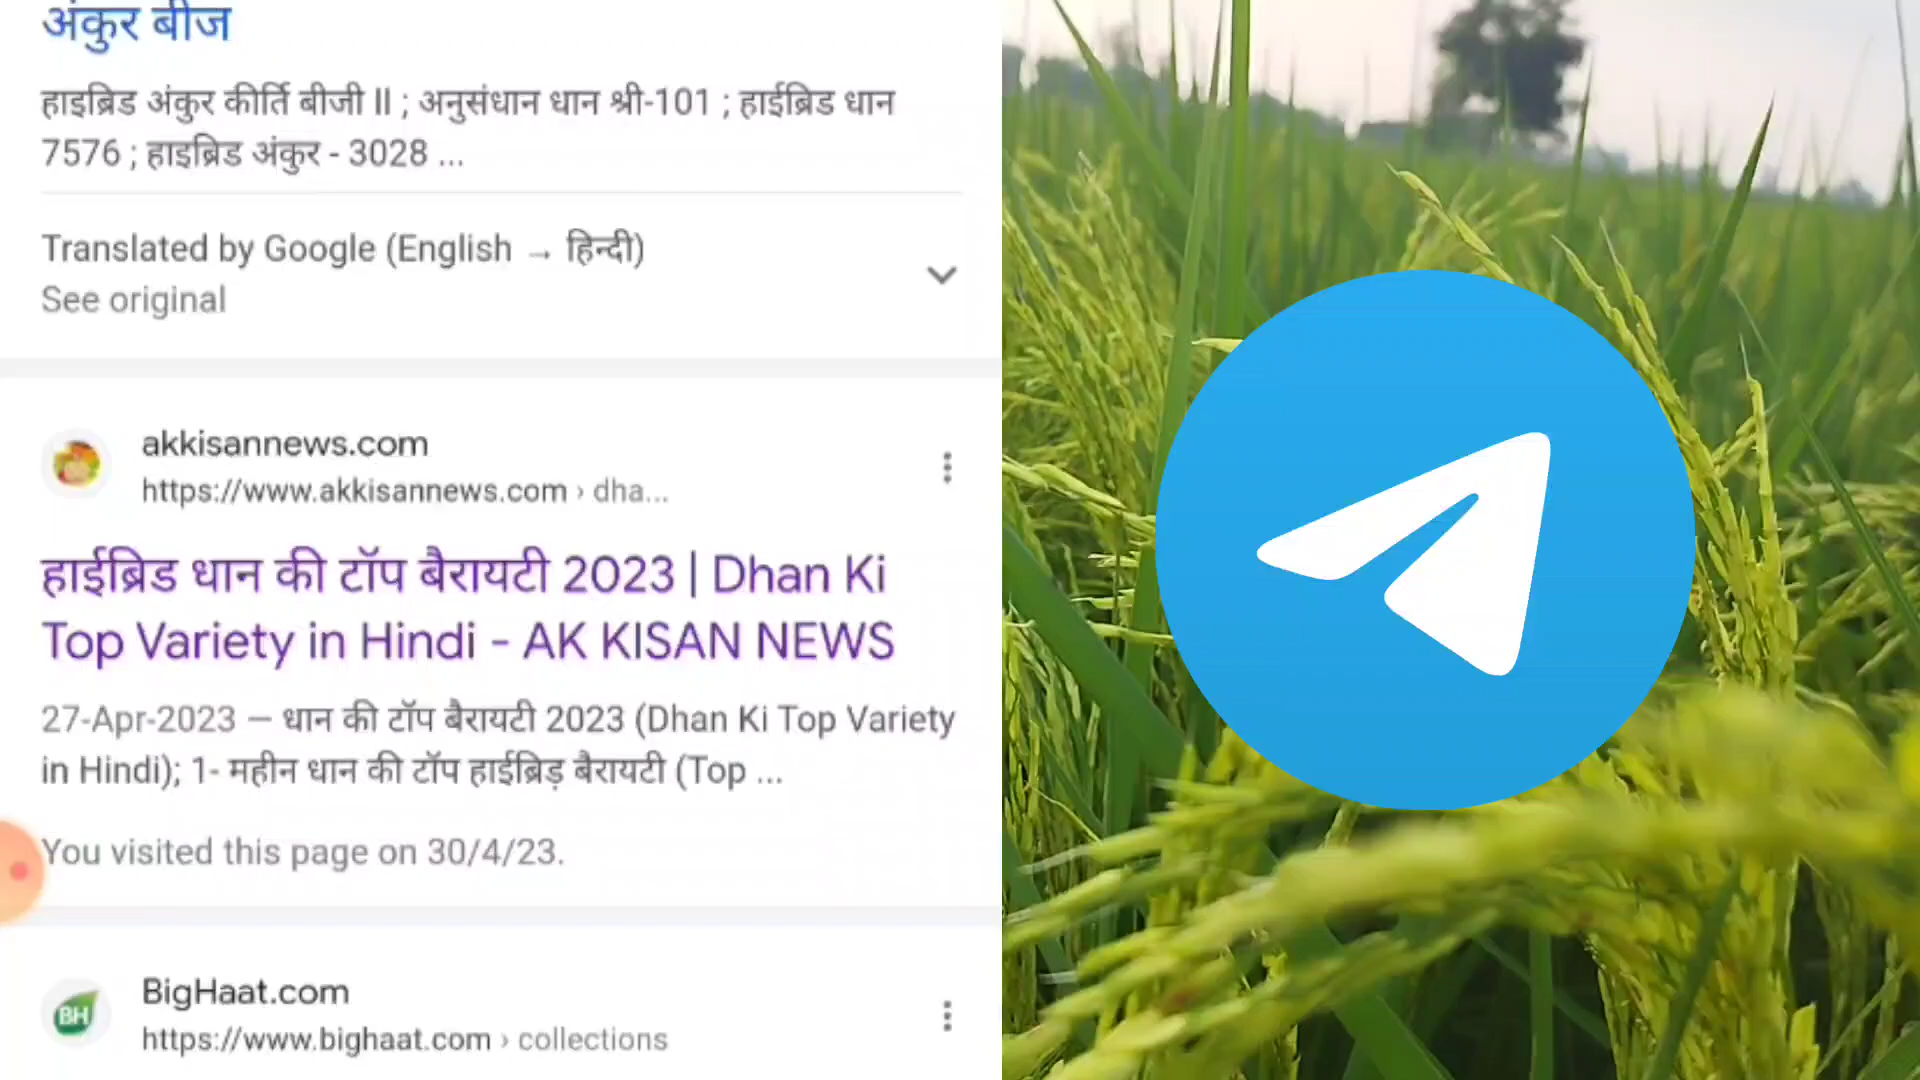 अंकुर बीज
हाइब्रिड अंकुर कीर्ति बीजी II ; अनुसंधान धान श्री-101 ; हाईब्रिड धान
7576 ; हाइब्रिड अंकुर - 3028 ...
Translated by Google (English → हिन्दी)
See original
akkisannews.com
https://www.akkisannews.com › dha...
हाईब्रिड धान की टॉप बैरायटी 2023 | Dhan Ki
Top Variety in Hindi - AK KISAN NEWS
27-Apr-2023 — धान की टॉप बैरायटी 2023 (Dhan Ki Top Variety
in Hindi); 1- महीन धान की टॉप हाईब्रिड़ बैरायटी (Top ...
You visited this page on 30/4/23.
BigHaat.com
BH
https://www.bighaat.com › collections